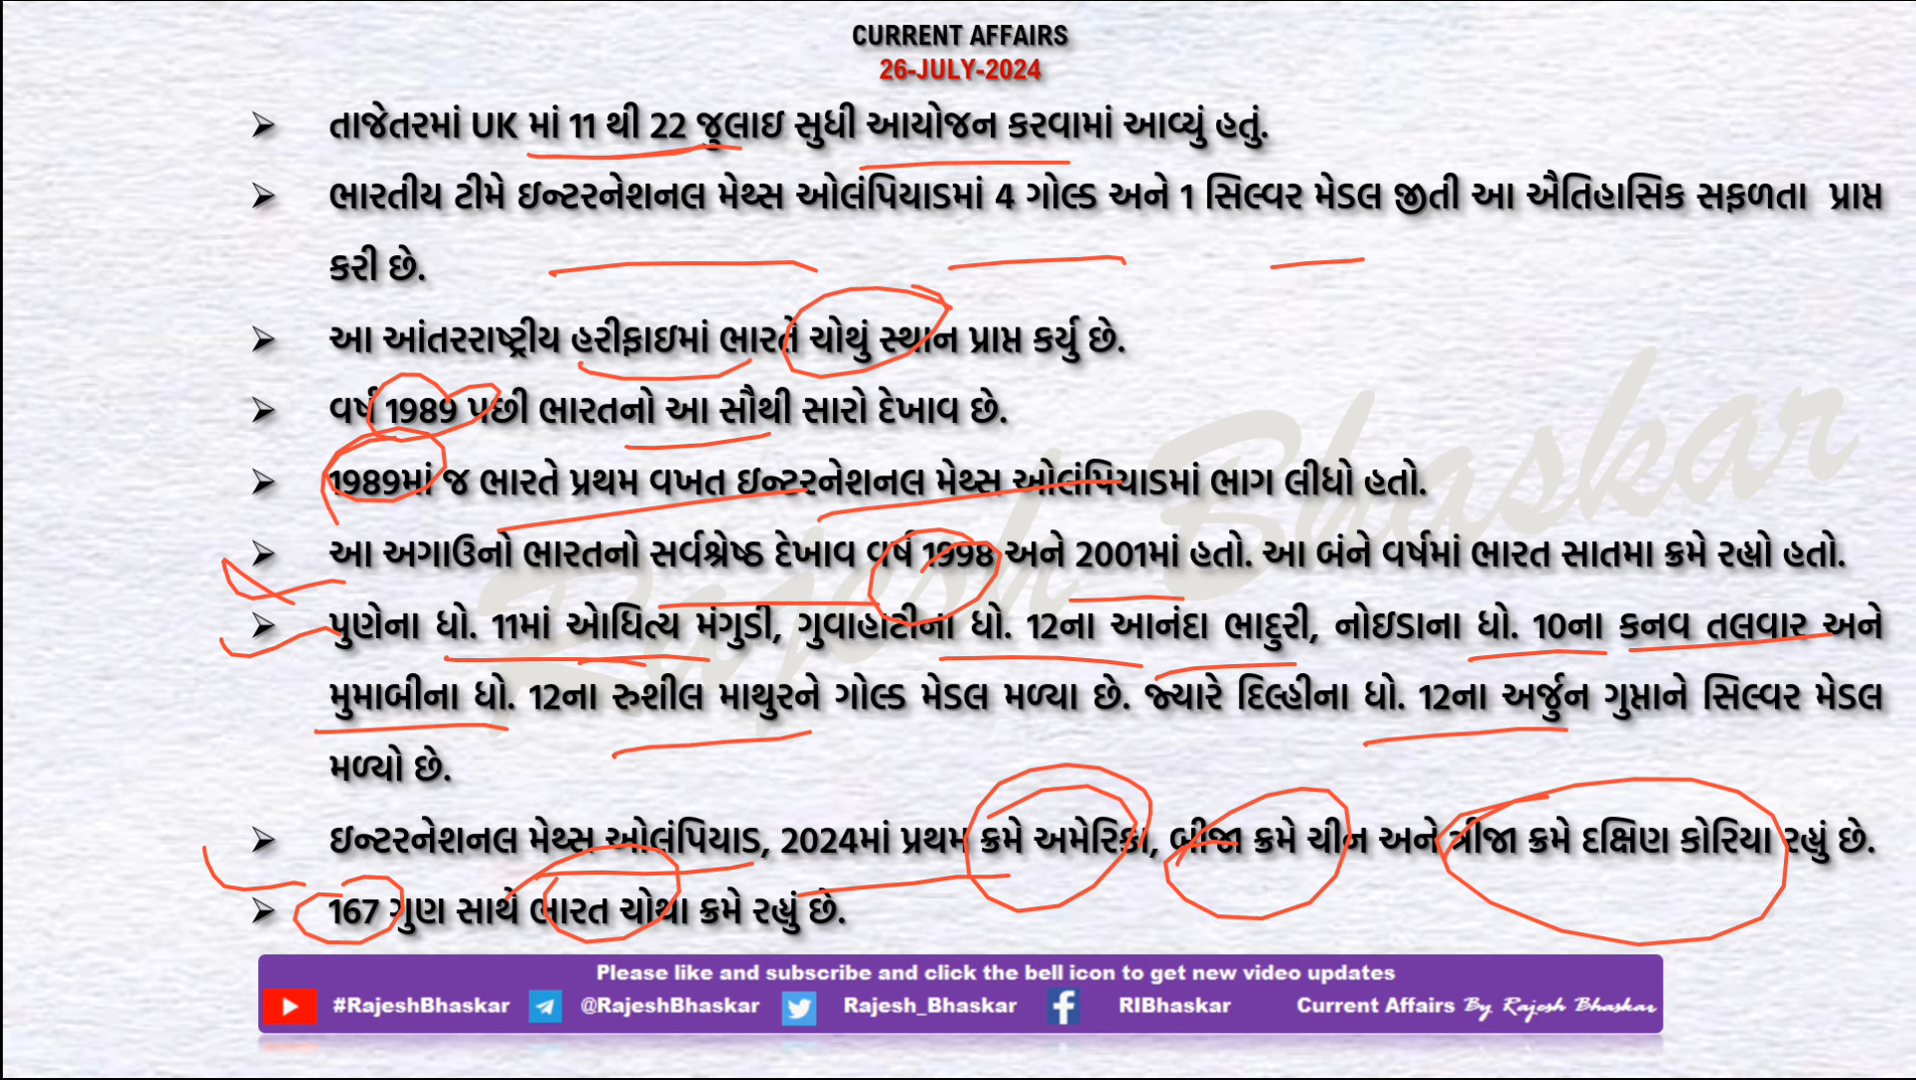 CURRENT AFFAIRS
26-JULY-2024
તાજેતરમાં UK માં 11 થી 22 જુલાઇ સુધી આયોજન કરવામાં આવ્યું હતું.
ભારતીય ટીમે ઇન્ટરનેશનલ મેથ્સ ઓલંપિયાડમાં 4 ગોલ્ડ અને 1 સિલ્વર મેડલ જીતી આ ઐતિહાસિક સફળતા પ્રાપ્ત
કરી છે.
આ આંતરરાષ્ટ્રીય હરીફાઇમાં ભારતે ચોથું સ્થાન પ્રાપ્ત કર્યુ છે.
વર્ષ 1989 પછી ભારતનો આ સૌથી સારો દેખાવ છે.
1989માં જ ભારતે પ્રથમ વખત ઇન્ટરનેશનલ મેથ્સ ઓલંપિયાડમાં ભાગ લીધો હતો.
આ અગાઉનો ભારતનો સર્વશ્રેષ્ઠ દેખાવ વર્ષ 1998 અને 2001માં હતો. આ બંને વર્ષમાં ભારત સાતમા ક્રમે રહ્યો હતો.
પુણેના ધો. 11માં એાધિત્ય મંગુડી, ગુવાહાટીના ધો. 12ના આનંદા ભાદુરી, નોઇડાના ધો. 10ના કનવ તલવાર અને
મુમાબીના ધો. 12ના રુશીલ માથુરને ગોલ્ડ મેડલ મળ્યા છે. જ્યારે દિલ્હીના ધો. 12ના અર્જુન ગુપ્તાને સિલ્વર મેડલ
મળ્યો છે.
ઇન્ટરનેશનલ મેથ્સ ઓલંપિયાડ, 2024માં પ્રથમ ક્રમે અમેરિકા, બીજા ક્રમે ચીન અને ત્રીજા ક્રમે દક્ષિણ કોરિયા રહ્યું છે.
167 ગુણ સાથે ભારત ચોથા ક્રમે રહ્યું છે.
Rajesh Bhaskar
Please like and subscribe and click the bell icon to get new video updates
#RajeshBhaskar @RajeshBhaskar Rajesh_Bhaskar RIBhaskar Current Affairs By Rajesh Bhaskar